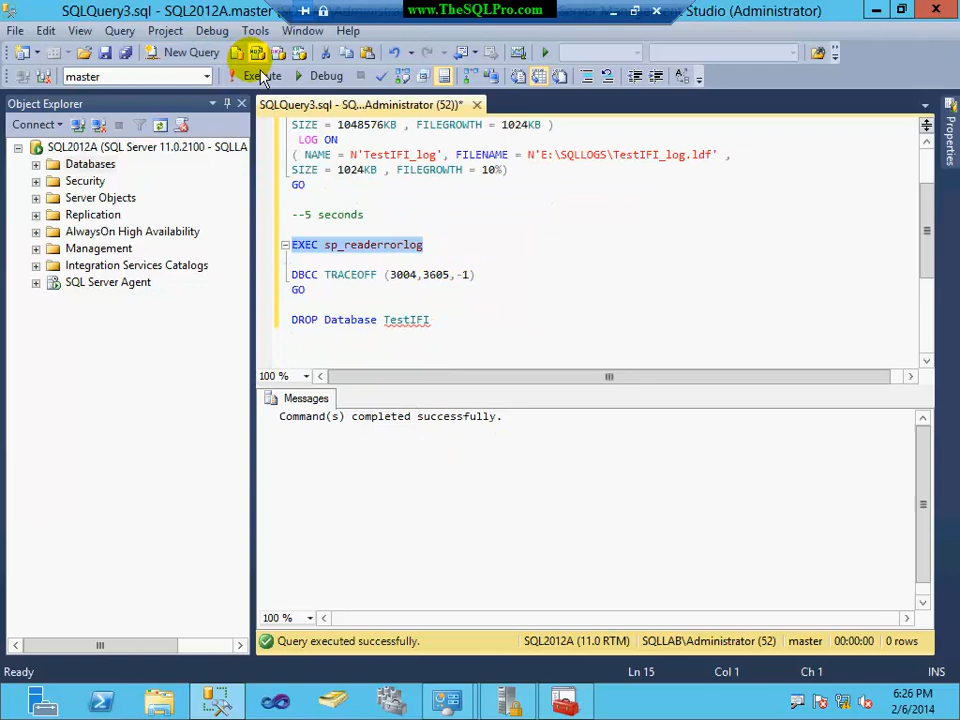 SQLQuery3.sql - SQL2012A.master
www.TheSQLPro.com
Studio (Administrator)
File Edit View Query Project Debug Tools Window Help
New Query
master
Execute
Debug
Object Explorer
SQLQuery3.sql - SQ...Administrator (52))*
Properties
Connect
SQL2012A (SQL Server 11.0.2100 - SQLLA
Databases
Security
Server Objects
Replication
AlwaysOn High Availability
Management
Integration Services Catalogs
SQL Server Agent
SIZE = 1048576KB , FILEGROWTH = 1024KB )
LOG ON
( NAME = N'TestIFI_log', FILENAME = N'E:\SQLLOGS\TestIFI_log.ldf' ,
SIZE = 1024KB , FILEGROWTH = 10%)
GO
--5 seconds
EXEC sp_readerrorlog
DBCC TRACEOFF (3004,3605,-1)
GO
DROP Database TestIFI
100 %
Messages
Command(s) completed successfully.
100 %
Query executed successfully.
SQL2012A (11.0 RTM)
SQLLAB\Administrator (52)
master
00:00:00
0 rows
Ready
Ln 15
Col 1
Ch 1
INS
6:26 PM
2/6/2014